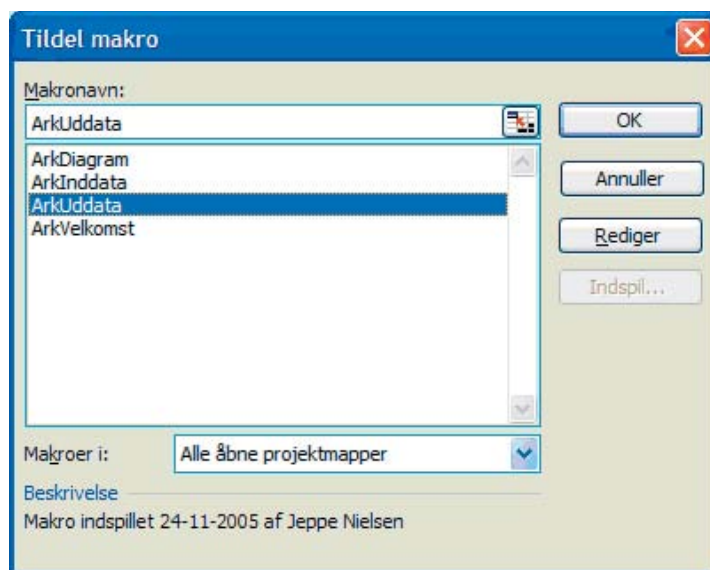 Tildel makro
Makronavn:
ArkUddata
OK
ArkDiagram
ArkInddata
ArkUddata
ArkVelkomst
Annuller
Rediger
Indspil...
Makroer i:
Alle åbne projektmapper
Beskrivelse
Makro indspillet 24-11-2005 af Jeppe Nielsen